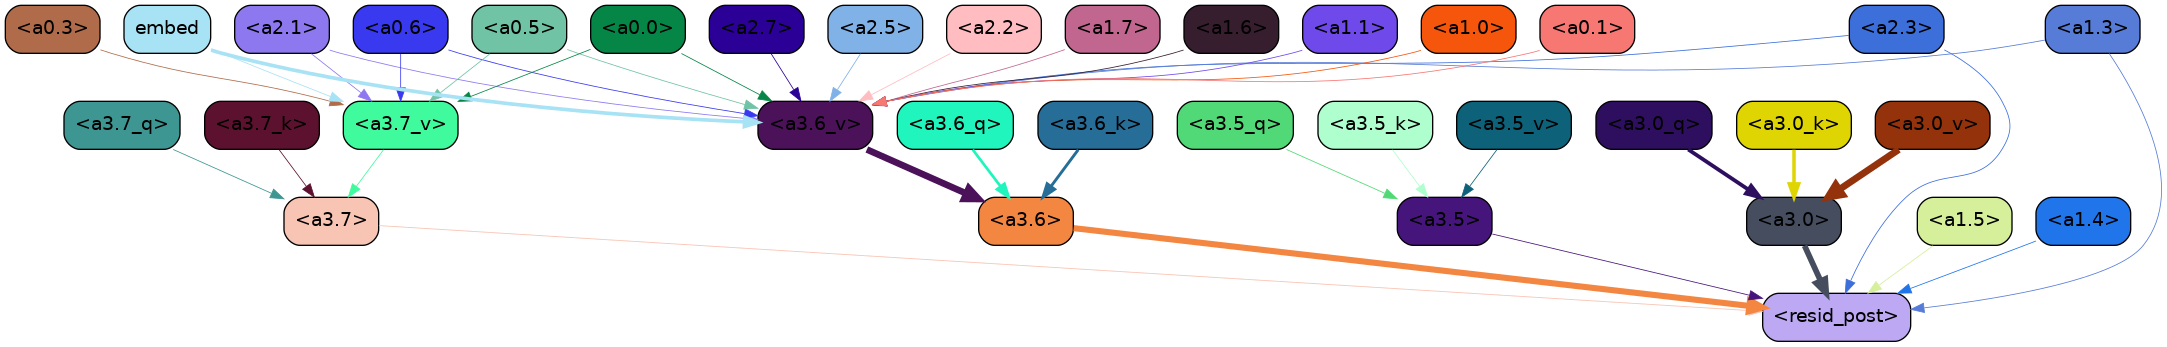 <a0.3> embed <a2.1> <a0.6> <a0.5> <a0.0> <a2.7> <a2.5> <a2.2> <a1.7> <a1.6> <a1.1> <a1.0> <a0.1> <a2.3> <a1.3>
<a3.7_q> <a3.7_k> <a3.7_v> <a3.6_v> <a3.6_q> <a3.6_k> <a3.5_q> <a3.5_k> <a3.5_v> <a3.0_q> <a3.0_k> <a3.0_v>
<a3.7> <a3.6> <a3.5> <a3.0> <a1.5> <a1.4>
<resid_post>